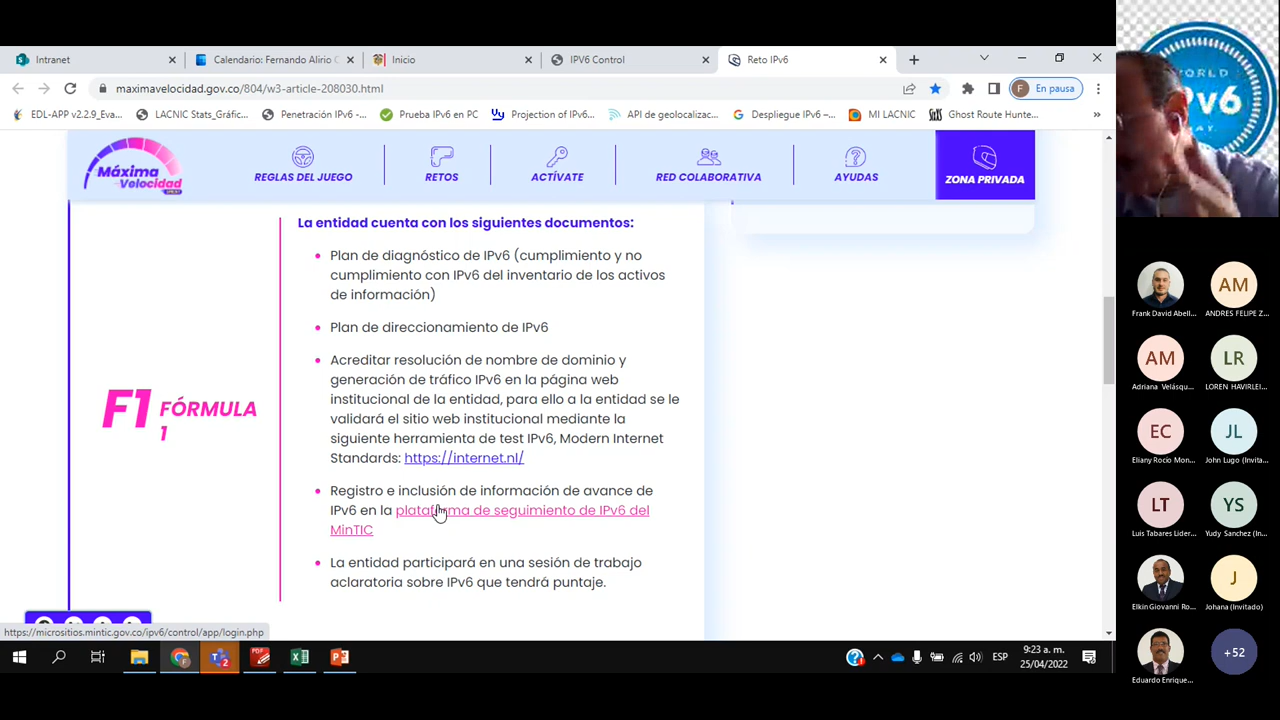 Intranet
Calendario: Fernando Alirio C
Inicio
IPV6 Control
Reto IPv6
maximavelocidad.gov.co/804/w3-article-208030.html
En pausa
EDL-APP v2.2.9_Eva...
LACNIC Stats_Gráfic...
Penetración IPv6 -...
Prueba IPv6 en PC
Projection of IPv6...
API de geolocalizac...
Despliegue IPv6 –...
MI LACNIC
Ghost Route Hunte...
Máxima
Velocidad
REGLAS DEL JUEGO
RETOS
ACTÍVATE
RED COLABORATIVA
AYUDAS
ZONA PRIVADA
La entidad cuenta con los siguientes documentos:
Plan de diagnóstico de IPv6 (cumplimiento y no
cumplimiento con IPv6 del inventario de los activos
de información)
Plan de direccionamiento de IPv6
Acreditar resolución de nombre de dominio y
generación de tráfico IPv6 en la página web
institucional de la entidad, para ello a la entidad se le
validará el sitio web institucional mediante la
siguiente herramienta de test IPv6, Modern Internet
Standards: https://internet.nl/
Registro e inclusión de información de avance de
IPv6 en la plataforma de seguimiento de IPv6 del
MinTIC
La entidad participará en una sesión de trabajo
aclaratoria sobre IPv6 que tendrá puntaje.
F1 FÓRMULA
1
https://micrositios.mintic.gov.co/ipv6/control/app/login.php
ESP
9:23 a. m.
25/04/2022
WORLD
Pv6
Frank David Abell...
AM
ANDRES FELIPE Z...
AM
Adriana Velásqu...
LR
LOREN HAVIRLEI...
EC
Eliany Rocío Mon...
JL
John Lugo (Invita...
LT
Luis Tabares Lider...
YS
Yudy Sanchez (In...
Elkin Giovanni Ro...
J
Johana (Invitado)
Eduardo Enrique...
+52